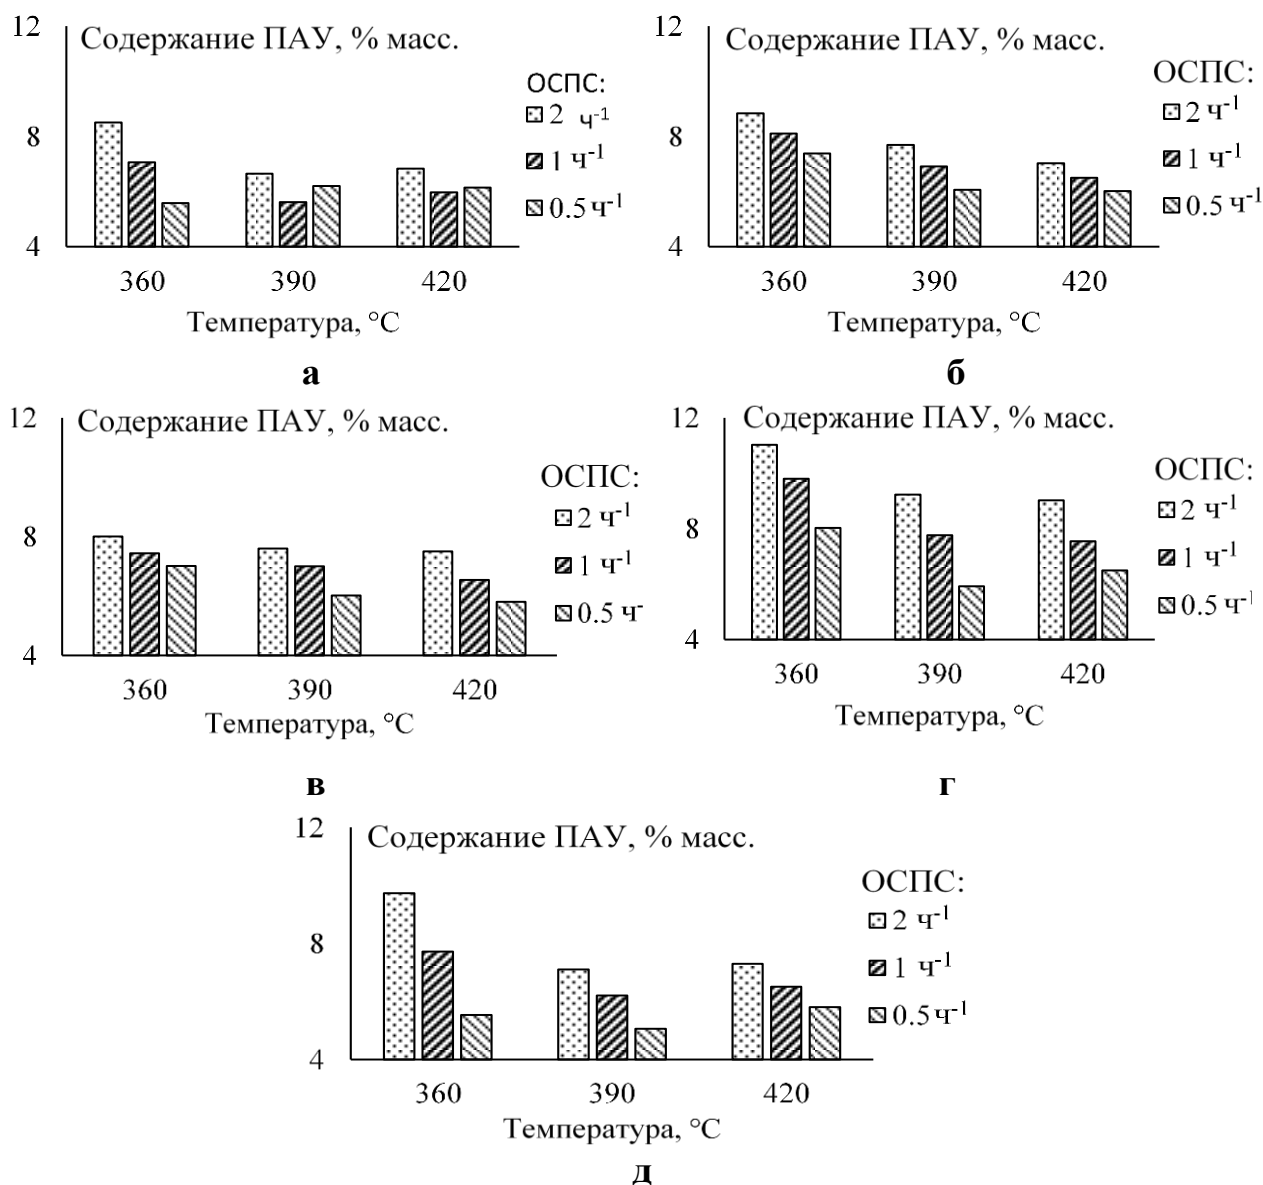 12
Содержание ПАУ, % масс.
ОСПС:
2 ч-1
1 ч-1
0.5 ч-1
8
4
360 390 420
Температура, °С
а
12
Содержание ПАУ, % масс.
ОСПС:
2 ч-1
1 ч-1
0.5 ч-1
8
4
360 390 420
Температура, °С
б
12
Содержание ПАУ, % масс.
ОСПС:
2 ч-1
1 ч-1
0.5 ч-
8
4
360 390 420
Температура, °С
в
12
Содержание ПАУ, % масс.
ОСПС:
2 ч-1
1 ч-1
0.5 ч-1
8
4
360 390 420
Температура, °С
г
12
Содержание ПАУ, % масс.
ОСПС:
2 ч-1
1 ч-1
0.5 ч-1
8
4
360 390 420
Температура, °С
д